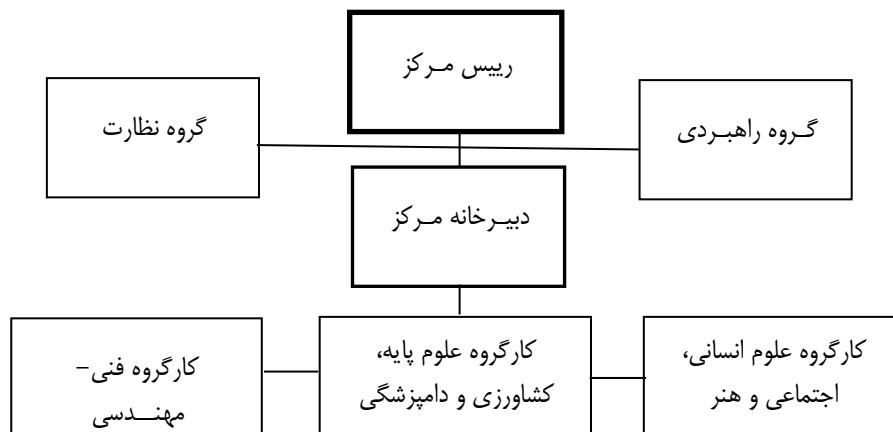 رییس مرکز
گروه راهبردی
گروه نظارت
دبیرخانه مرکز
کارگروه علوم انسانی،
اجتماعی و هنر
کارگروه علوم پایه،
کشاورزی و دامپزشگی
کارگروه فنی-
مهندسی